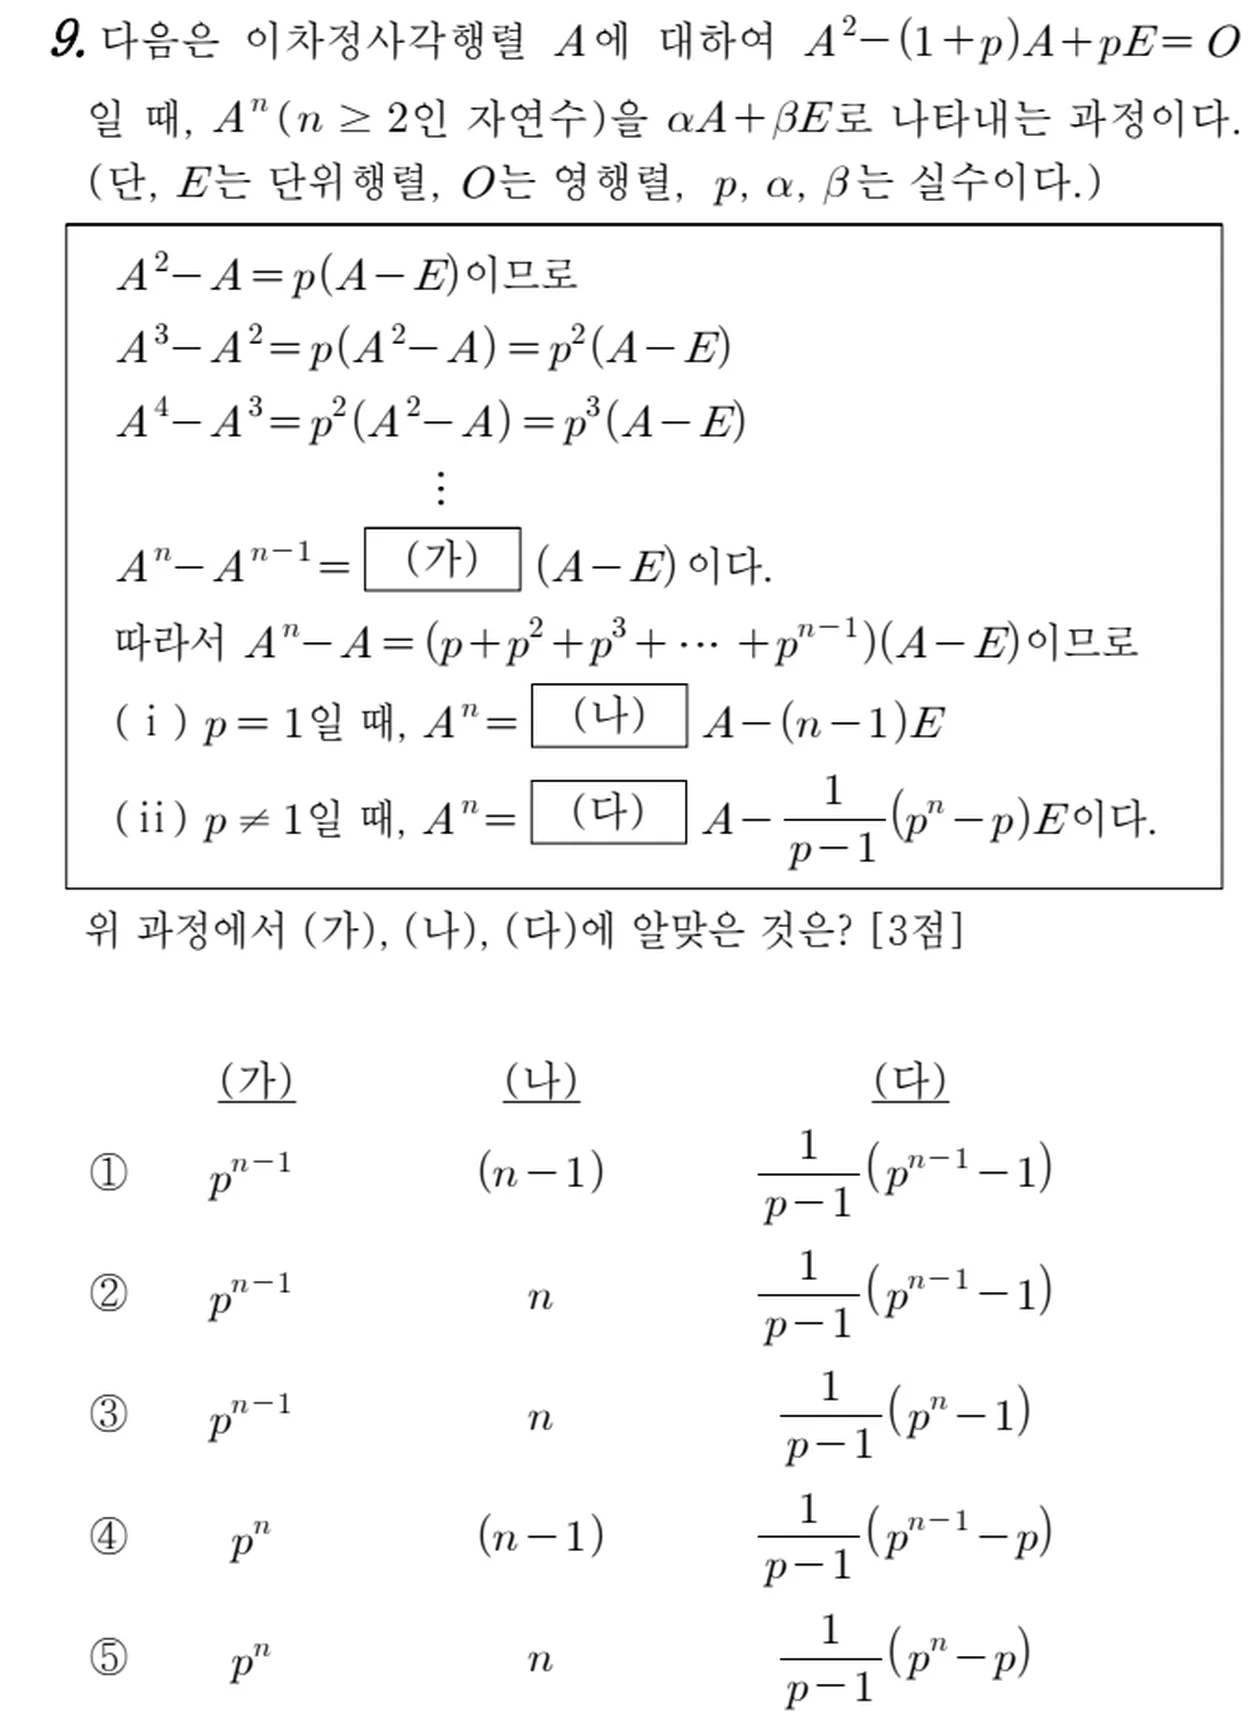 9. 다음은 이차정사각행렬 A에 대하여 A²−(1+p)A+pE=O
일 때, Aⁿ(n ≥ 2인 자연수)을 αA+βE로 나타내는 과정이다.
(단, E는 단위행렬, O는 영행렬, p, α, β는 실수이다.)
A²−A=p(A−E)이므로
A³−A²=p(A²−A)=p²(A−E)
A⁴−A³=p²(A²−A)=p³(A−E)
⋮
Aⁿ−Aⁿ⁻¹= (가) (A−E)이다.
따라서 Aⁿ−A=(p+p²+p³+ ⋯ +pⁿ⁻¹)(A−E)이므로
(ⅰ) p=1일 때, Aⁿ= (나) A−(n−1)E
(ⅱ) p≠1일 때, Aⁿ= (다) A−1/(p−1)(pⁿ−p)E이다.
위 과정에서 (가), (나), (다)에 알맞은 것은? [3점]
(가) (나) (다)
① pⁿ⁻¹ (n−1) 1/(p−1)(pⁿ⁻¹−1)
② pⁿ⁻¹ n 1/(p−1)(pⁿ⁻¹−1)
③ pⁿ⁻¹ n 1/(p−1)(pⁿ−1)
④ pⁿ (n−1) 1/(p−1)(pⁿ⁻¹−p)
⑤ pⁿ n 1/(p−1)(pⁿ−p)